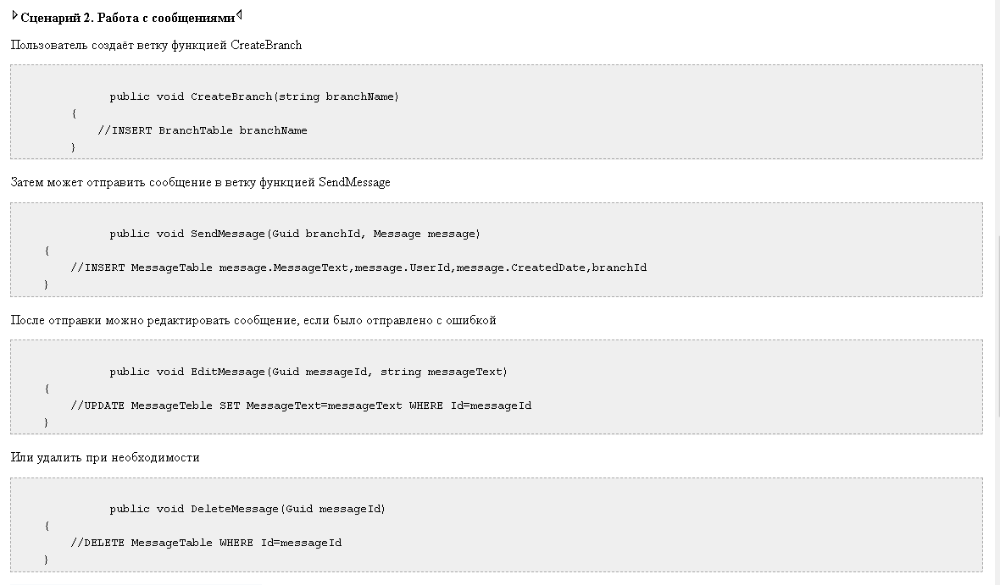 Сценарий 2. Работа с сообщениями
Пользователь создаёт ветку функцией CreateBranch
public void CreateBranch(string branchName)
{
//INSERT BranchTable branchName
}
Затем может отправить сообщение в ветку функцией SendMessage
public void SendMessage(Guid branchId, Message message)
{
//INSERT MessageTable message.MessageText,message.UserId,message.CreatedDate,branchId
}
После отправки можно редактировать сообщение, если было отправлено с ошибкой
public void EditMessage(Guid messageId, string messageText)
{
//UPDATE MessageTeble SET MessageText=messageText WHERE Id=messageId
}
Или удалить при необходимости
public void DeleteMessage(Guid messageId)
{
//DELETE MessageTable WHERE Id=messageId
}